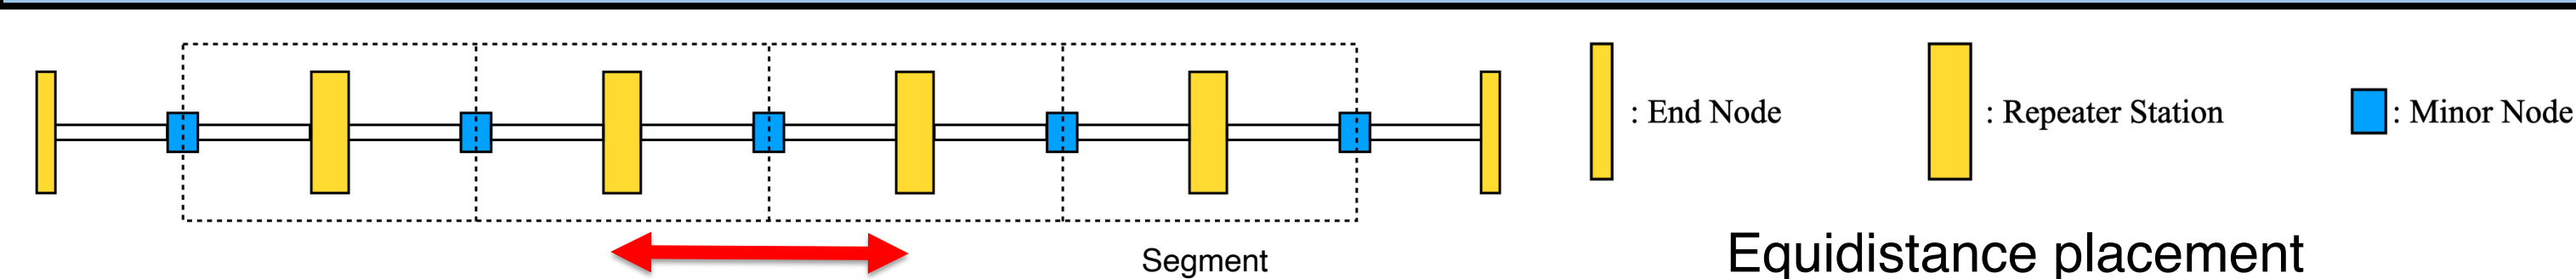 : End Node
: Repeater Station
: Minor Node
Segment
Equidistance placement